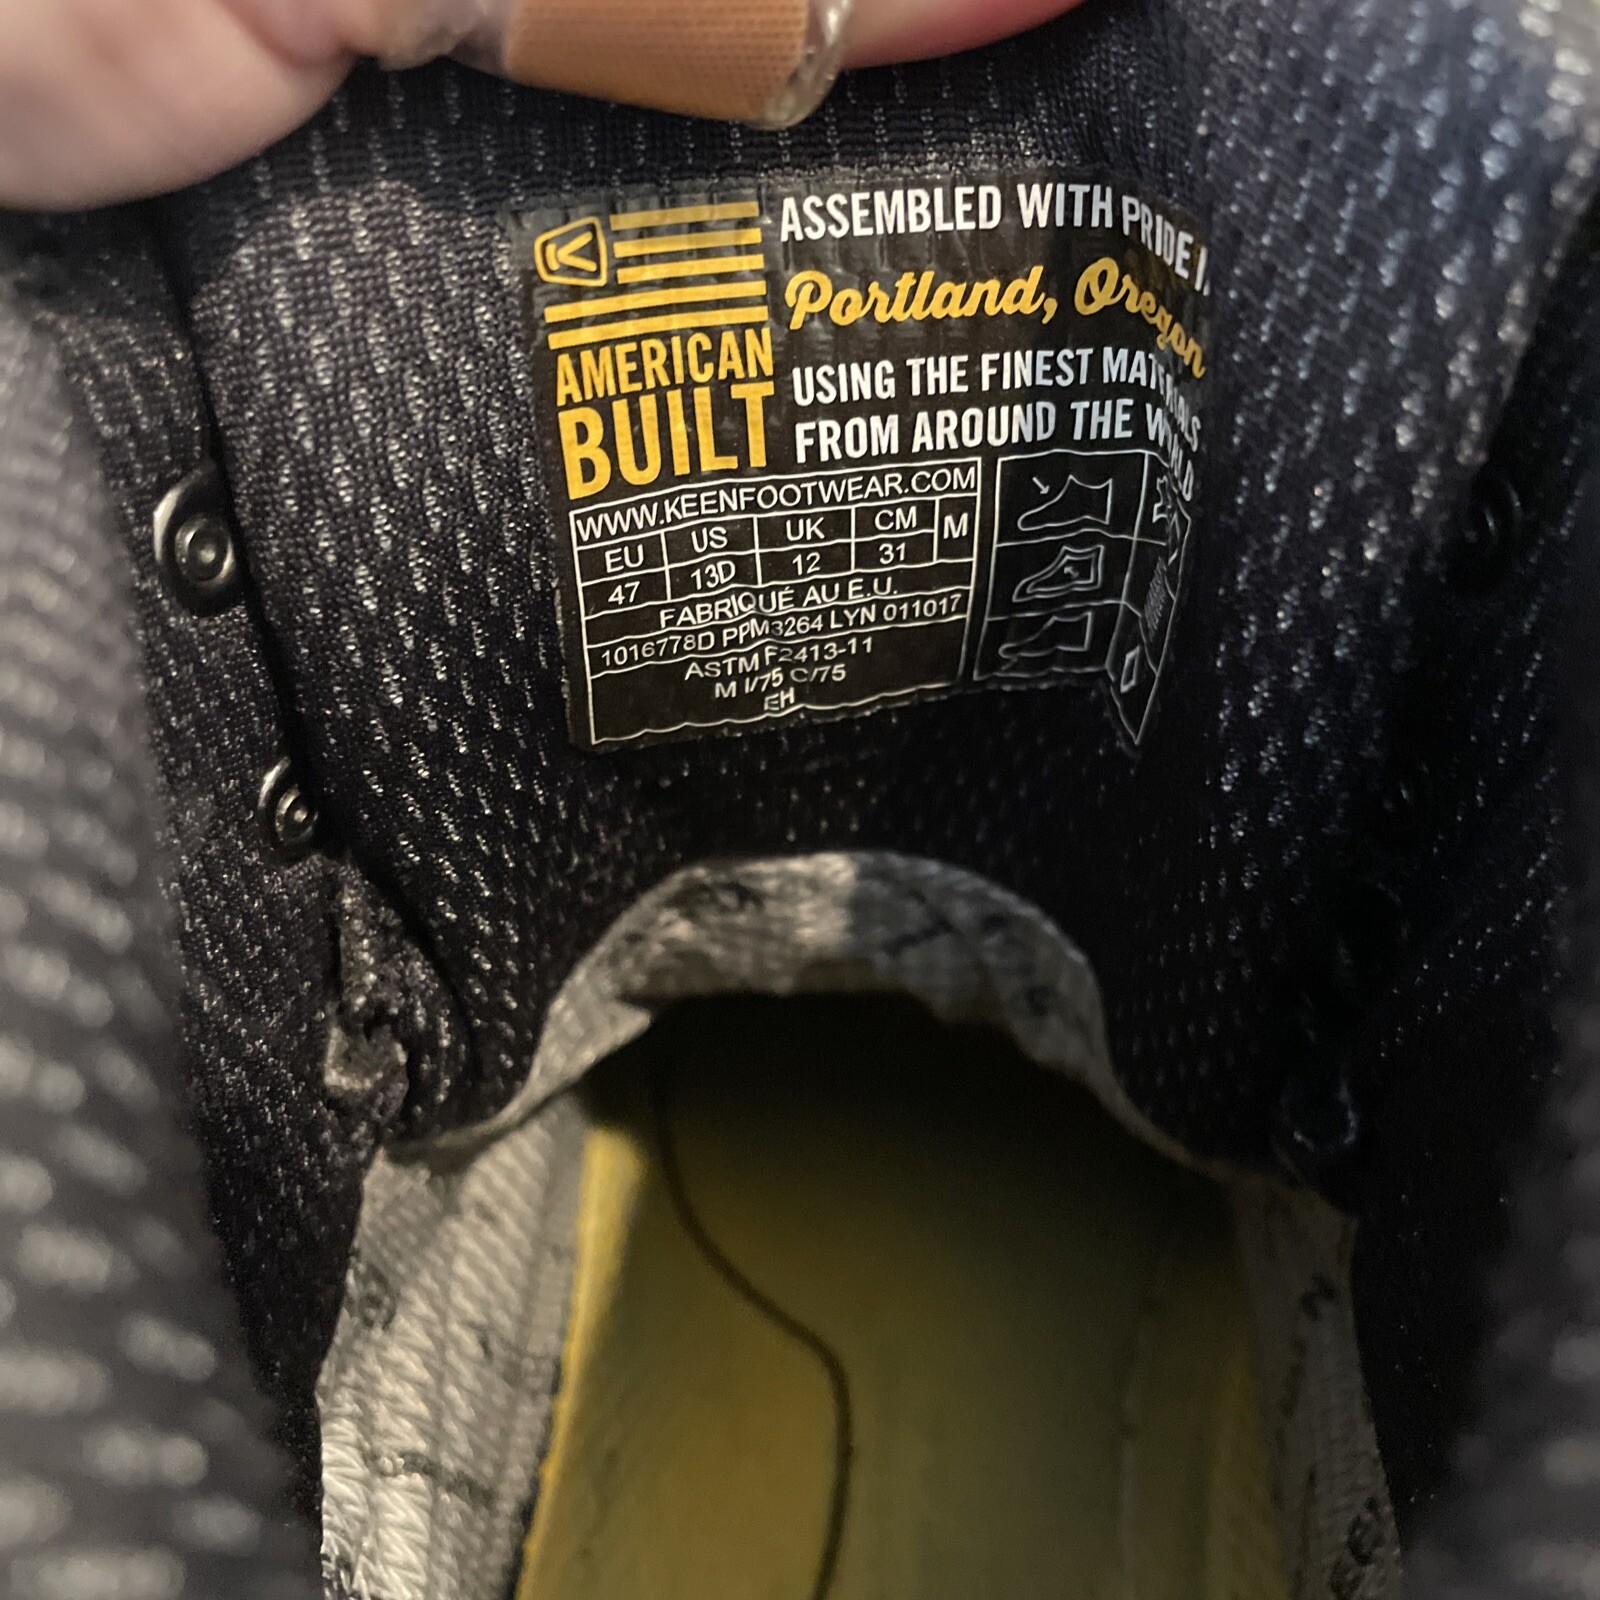 ASSEMBLED WITH PRIDE
Portland, Oregon
USING THE FINEST MATERIALS
FROM AROUND THE WORLD
AMERICAN
BUILT
WWW.KEENFOOTWEAR.COM
EU US UK CM M
47 13D 12 31
FABRIQUÉ AU E.U.
1016778D PPM3264 LYN 011017
ASTM F2413-11
M I/75 C/75
EH